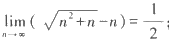 lim_{n→∞} ( √(n²+n) −n) = 1/2 ;